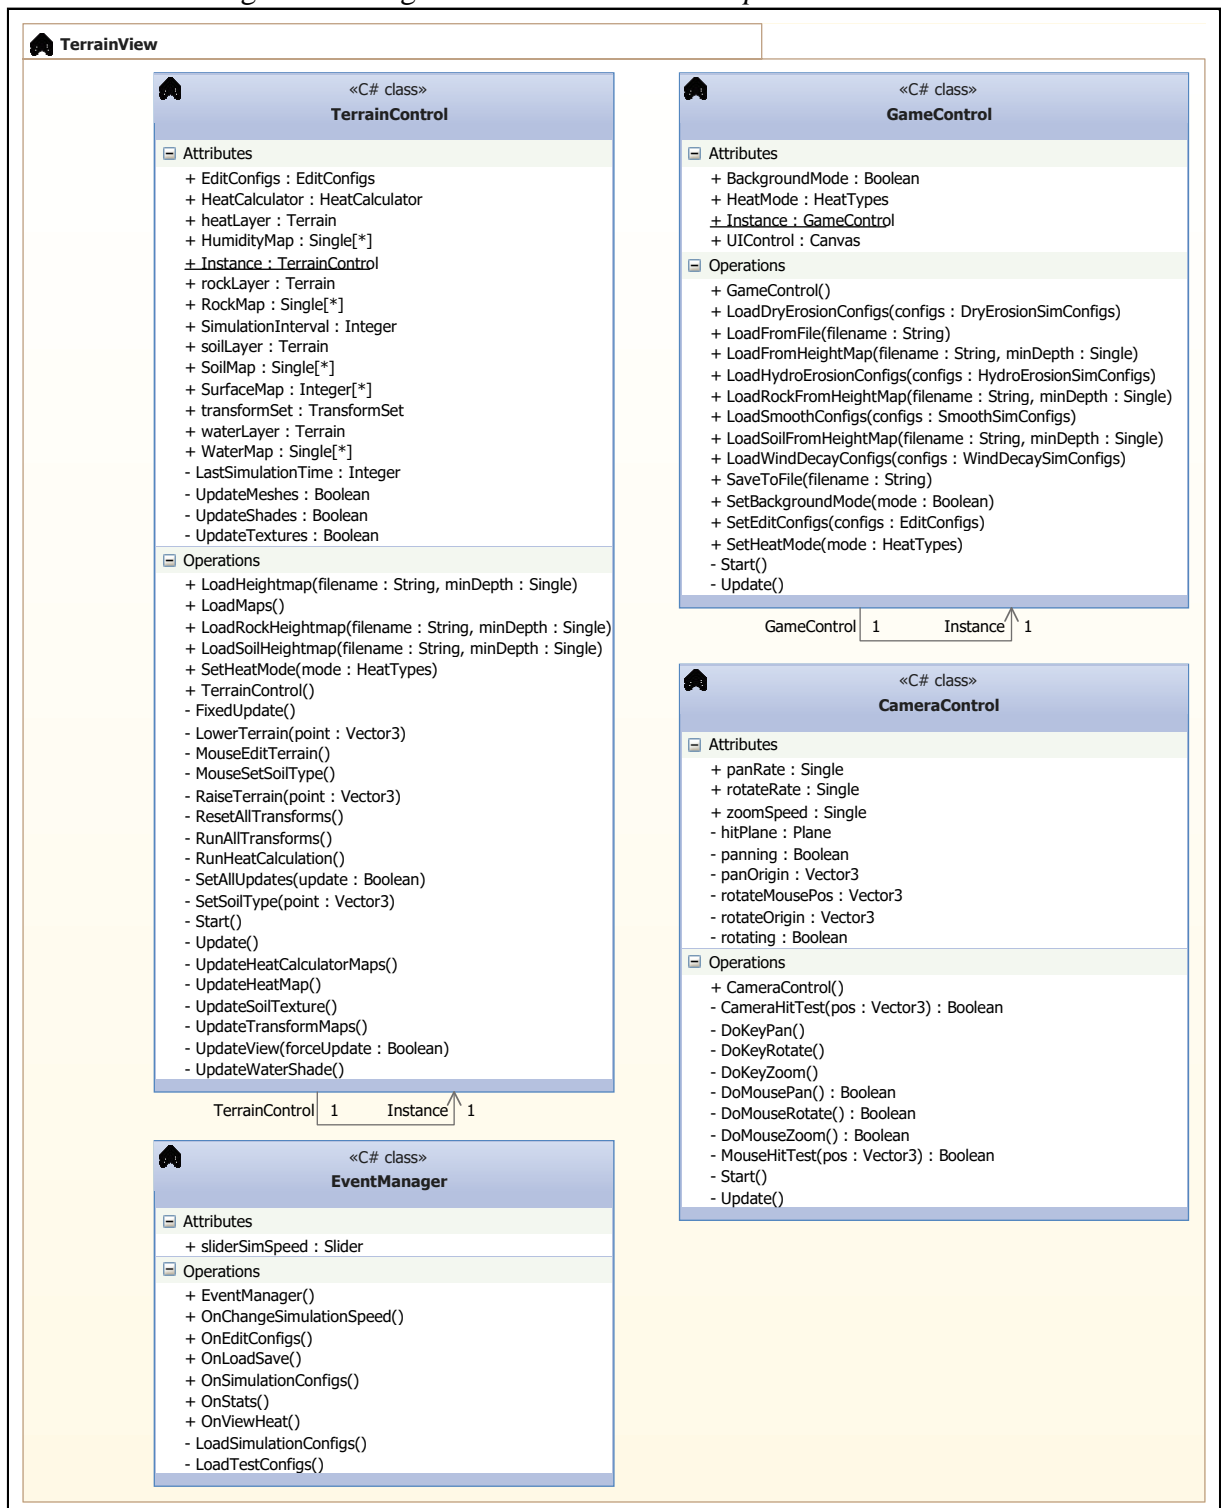 TerrainView
«C# class»
TerrainControl
Attributes
+ EditConfigs : EditConfigs
+ HeatCalculator : HeatCalculator
+ heatLayer : Terrain
+ HumidityMap : Single[*]
+ Instance : TerrainControl
+ rockLayer : Terrain
+ RockMap : Single[*]
+ SimulationInterval : Integer
+ soilLayer : Terrain
+ SoilMap : Single[*]
+ SurfaceMap : Integer[*]
+ transformSet : TransformSet
+ waterLayer : Terrain
+ WaterMap : Single[*]
- LastSimulationTime : Integer
- UpdateMeshes : Boolean
- UpdateShades : Boolean
- UpdateTextures : Boolean
Operations
+ LoadHeightmap(filename : String, minDepth : Single)
+ LoadMaps()
+ LoadRockHeightmap(filename : String, minDepth : Single)
+ LoadSoilHeightmap(filename : String, minDepth : Single)
+ SetHeatMode(mode : HeatTypes)
+ TerrainControl()
- FixedUpdate()
- LowerTerrain(point : Vector3)
- MouseEditTerrain()
- MouseSetSoilType()
- RaiseTerrain(point : Vector3)
- ResetAllTransforms()
- RunAllTransforms()
- RunHeatCalculation()
- SetAllUpdates(update : Boolean)
- SetSoilType(point : Vector3)
- Start()
- Update()
- UpdateHeatCalculatorMaps()
- UpdateHeatMap()
- UpdateSoilTexture()
- UpdateTransformMaps()
- UpdateView(forceUpdate : Boolean)
- UpdateWaterShade()
TerrainControl 1 Instance 1
«C# class»
EventManager
Attributes
+ sliderSimSpeed : Slider
Operations
+ EventManager()
+ OnChangeSimulationSpeed()
+ OnEditConfigs()
+ OnLoadSave()
+ OnSimulationConfigs()
+ OnStats()
+ OnViewHeat()
- LoadSimulationConfigs()
- LoadTestConfigs()
«C# class»
GameControl
Attributes
+ BackgroundMode : Boolean
+ HeatMode : HeatTypes
+ Instance : GameControl
+ UIControl : Canvas
Operations
+ GameControl()
+ LoadDryErosionConfigs(configs : DryErosionSimConfigs)
+ LoadFromFile(filename : String)
+ LoadFromHeightMap(filename : String, minDepth : Single)
+ LoadHydroErosionConfigs(configs : HydroErosionSimConfigs)
+ LoadRockFromHeightMap(filename : String, minDepth : Single)
+ LoadSmoothConfigs(configs : SmoothSimConfigs)
+ LoadSoilFromHeightMap(filename : String, minDepth : Single)
+ LoadWindDecayConfigs(configs : WindDecaySimConfigs)
+ SaveToFile(filename : String)
+ SetBackgroundMode(mode : Boolean)
+ SetEditConfigs(configs : EditConfigs)
+ SetHeatMode(mode : HeatTypes)
- Start()
- Update()
GameControl 1 Instance 1
«C# class»
CameraControl
Attributes
+ panRate : Single
+ rotateRate : Single
+ zoomSpeed : Single
- hitPlane : Plane
- panning : Boolean
- panOrigin : Vector3
- rotateMousePos : Vector3
- rotateOrigin : Vector3
- rotating : Boolean
Operations
+ CameraControl()
- CameraHitTest(pos : Vector3) : Boolean
- DoKeyPan()
- DoKeyRotate()
- DoKeyZoom()
- DoMousePan() : Boolean
- DoMouseRotate() : Boolean
- DoMouseZoom() : Boolean
- MouseHitTest(pos : Vector3) : Boolean
- Start()
- Update()